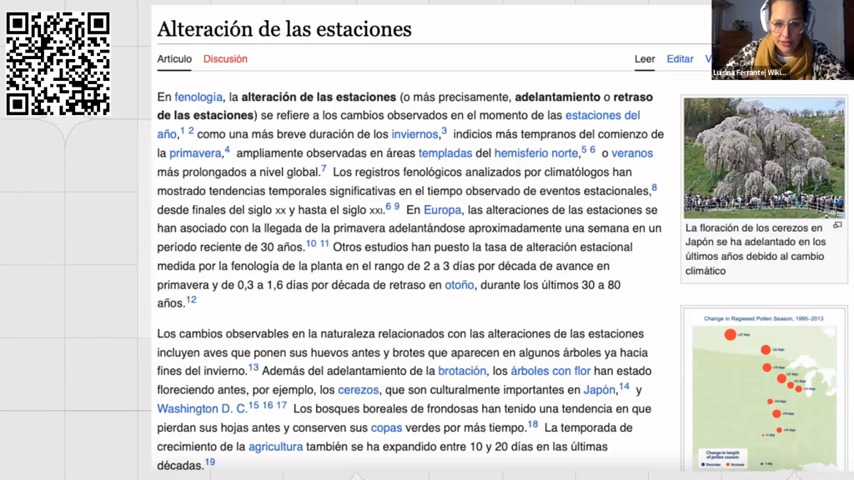 Alteración de las estaciones
Artículo Discusión Leer Editar V
Luisina Ferrante| Wiki...
En fenología, la alteración de las estaciones (o más precisamente, adelantamiento o retraso
de las estaciones) se refiere a los cambios observados en el momento de las estaciones del
año,1 2 como una más breve duración de los inviernos,3 indicios más tempranos del comienzo de
la primavera,4 ampliamente observadas en áreas templadas del hemisferio norte,5 6 o veranos
más prolongados a nivel global.7 Los registros fenológicos analizados por climatólogos han
mostrado tendencias temporales significativas en el tiempo observado de eventos estacionales,8
desde finales del siglo XX y hasta el siglo XXI.6 9 En Europa, las alteraciones de las estaciones se
han asociado con la llegada de la primavera adelantándose aproximadamente una semana en un
período reciente de 30 años.10 11 Otros estudios han puesto la tasa de alteración estacional
medida por la fenología de la planta en el rango de 2 a 3 días por década de avance en
primavera y de 0,3 a 1,6 días por década de retraso en otoño, durante los últimos 30 a 80
años.12
Los cambios observables en la naturaleza relacionados con las alteraciones de las estaciones
incluyen aves que ponen sus huevos antes y brotes que aparecen en algunos árboles ya hacia
fines del invierno.13 Además del adelantamiento de la brotación, los árboles con flor han estado
floreciendo antes, por ejemplo, los cerezos, que son culturalmente importantes en Japón,14 y
Washington D. C.15 16 17 Los bosques boreales de frondosas han tenido una tendencia en que
pierdan sus hojas antes y conserven sus copas verdes por más tiempo.18 La temporada de
crecimiento de la agricultura también se ha expandido entre 10 y 20 días en las últimas
décadas.19
La floración de los cerezos en
Japón se ha adelantado en los
últimos años debido al cambio
climático
Change in Ragweed Pollen Season, 1995–2013
Change in length
of pollen season: